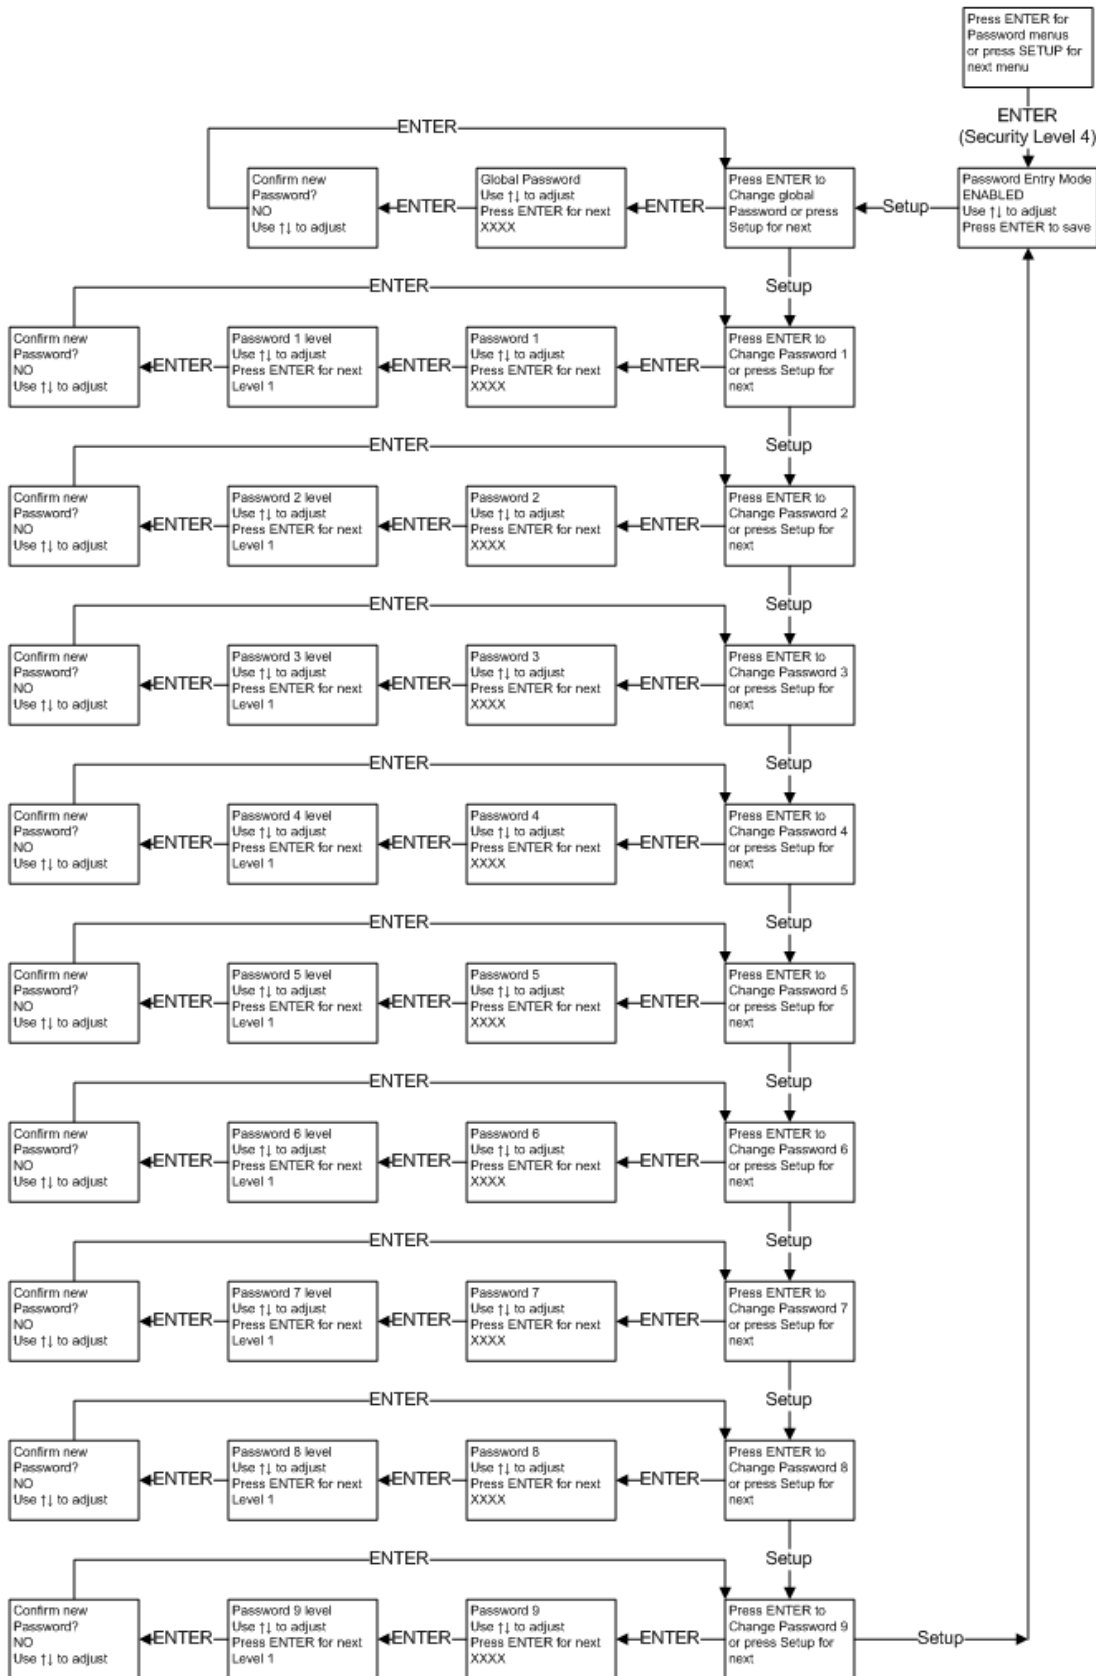 Press ENTER for
Password menus
or press SETUP for
next menu
ENTER
(Security Level 4)
ENTER
Confirm new
Password?
NO
Use ↑↓ to adjust
ENTER
Global Password
Use ↑↓ to adjust
Press ENTER for next
XXXX
ENTER
Press ENTER to
Change global
Password or press
Setup for next
Setup
Password Entry Mode
ENABLED
Use ↑↓ to adjust
Press ENTER to save
ENTER
Setup
Confirm new
Password?
NO
Use ↑↓ to adjust
ENTER
Password 1 level
Use ↑↓ to adjust
Press ENTER for next
Level 1
ENTER
Password 1
Use ↑↓ to adjust
Press ENTER for next
XXXX
ENTER
Press ENTER to
Change Password 1
or press Setup for
next
ENTER
Setup
Confirm new
Password?
NO
Use ↑↓ to adjust
ENTER
Password 2 level
Use ↑↓ to adjust
Press ENTER for next
Level 1
ENTER
Password 2
Use ↑↓ to adjust
Press ENTER for next
XXXX
ENTER
Press ENTER to
Change Password 2
or press Setup for
next
ENTER
Setup
Confirm new
Password?
NO
Use ↑↓ to adjust
ENTER
Password 3 level
Use ↑↓ to adjust
Press ENTER for next
Level 1
ENTER
Password 3
Use ↑↓ to adjust
Press ENTER for next
XXXX
ENTER
Press ENTER to
Change Password 3
or press Setup for
next
ENTER
Setup
Confirm new
Password?
NO
Use ↑↓ to adjust
ENTER
Password 4 level
Use ↑↓ to adjust
Press ENTER for next
Level 1
ENTER
Password 4
Use ↑↓ to adjust
Press ENTER for next
XXXX
ENTER
Press ENTER to
Change Password 4
or press Setup for
next
ENTER
Setup
Confirm new
Password?
NO
Use ↑↓ to adjust
ENTER
Password 5 level
Use ↑↓ to adjust
Press ENTER for next
Level 1
ENTER
Password 5
Use ↑↓ to adjust
Press ENTER for next
XXXX
ENTER
Press ENTER to
Change Password 5
or press Setup for
next
ENTER
Setup
Confirm new
Password?
NO
Use ↑↓ to adjust
ENTER
Password 6 level
Use ↑↓ to adjust
Press ENTER for next
Level 1
ENTER
Password 6
Use ↑↓ to adjust
Press ENTER for next
XXXX
ENTER
Press ENTER to
Change Password 6
or press Setup for
next
ENTER
Setup
Confirm new
Password?
NO
Use ↑↓ to adjust
ENTER
Password 7 level
Use ↑↓ to adjust
Press ENTER for next
Level 1
ENTER
Password 7
Use ↑↓ to adjust
Press ENTER for next
XXXX
ENTER
Press ENTER to
Change Password 7
or press Setup for
next
ENTER
Setup
Confirm new
Password?
NO
Use ↑↓ to adjust
ENTER
Password 8 level
Use ↑↓ to adjust
Press ENTER for next
Level 1
ENTER
Password 8
Use ↑↓ to adjust
Press ENTER for next
XXXX
ENTER
Press ENTER to
Change Password 8
or press Setup for
next
ENTER
Setup
Confirm new
Password?
NO
Use ↑↓ to adjust
ENTER
Password 9 level
Use ↑↓ to adjust
Press ENTER for next
Level 1
ENTER
Password 9
Use ↑↓ to adjust
Press ENTER for next
XXXX
ENTER
Press ENTER to
Change Password 9
or press Setup for
next
Setup